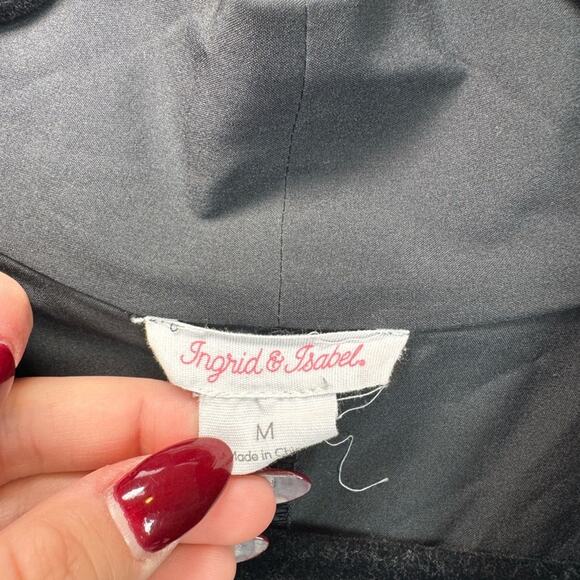 Ingrid & Isabel.
M
Made in